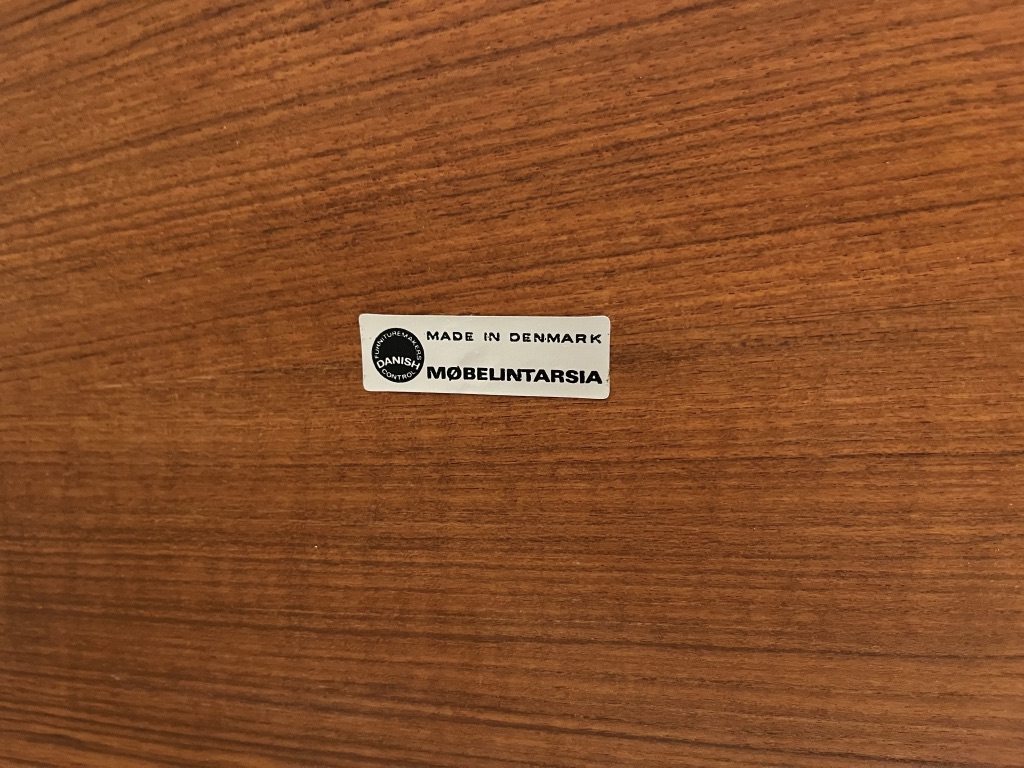 FURNITUREMAKERS
DANISH
CONTROL
MADE IN DENMARK
MØBELINTARSIA